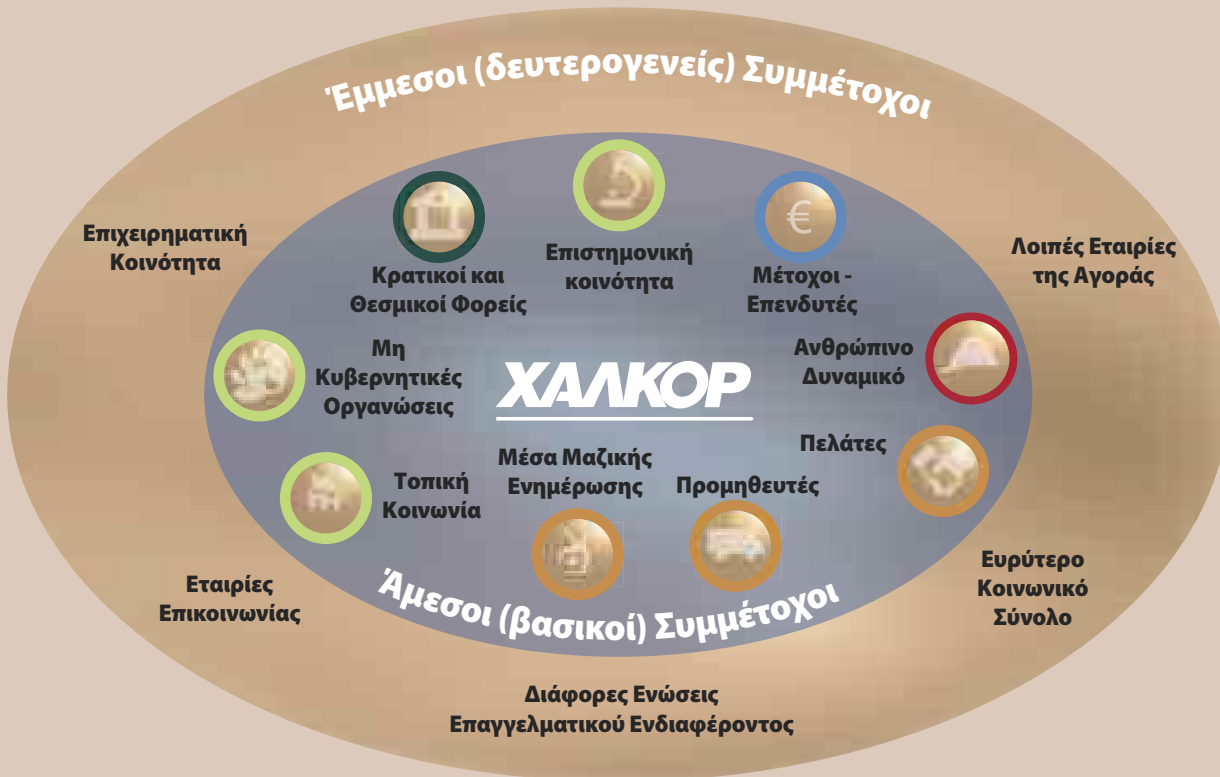 Έμμεσοι (δευτερογενείς) Συμμέτοχοι
Επιχειρηματική
Κοινότητα
Κρατικοί και
Θεσμικοί Φορείς
Επιστημονική
κοινότητα
€
Μέτοχοι -
Επενδυτές
Λοιπές Εταιρίες
της Αγοράς
Μη
Κυβερνητικές
Οργανώσεις
ΧΑΛΚΟΡ
Ανθρώπινο
Δυναμικό
Τοπική
Κοινωνία
Μέσα Μαζικής
Ενημέρωσης
Προμηθευτές
Πελάτες
Άμεσοι (βασικοί) Συμμέτοχοι
Εταιρίες
Επικοινωνίας
Ευρύτερο
Κοινωνικό
Σύνολο
Διάφορες Ενώσεις
Επαγγελματικού Ενδιαφέροντος